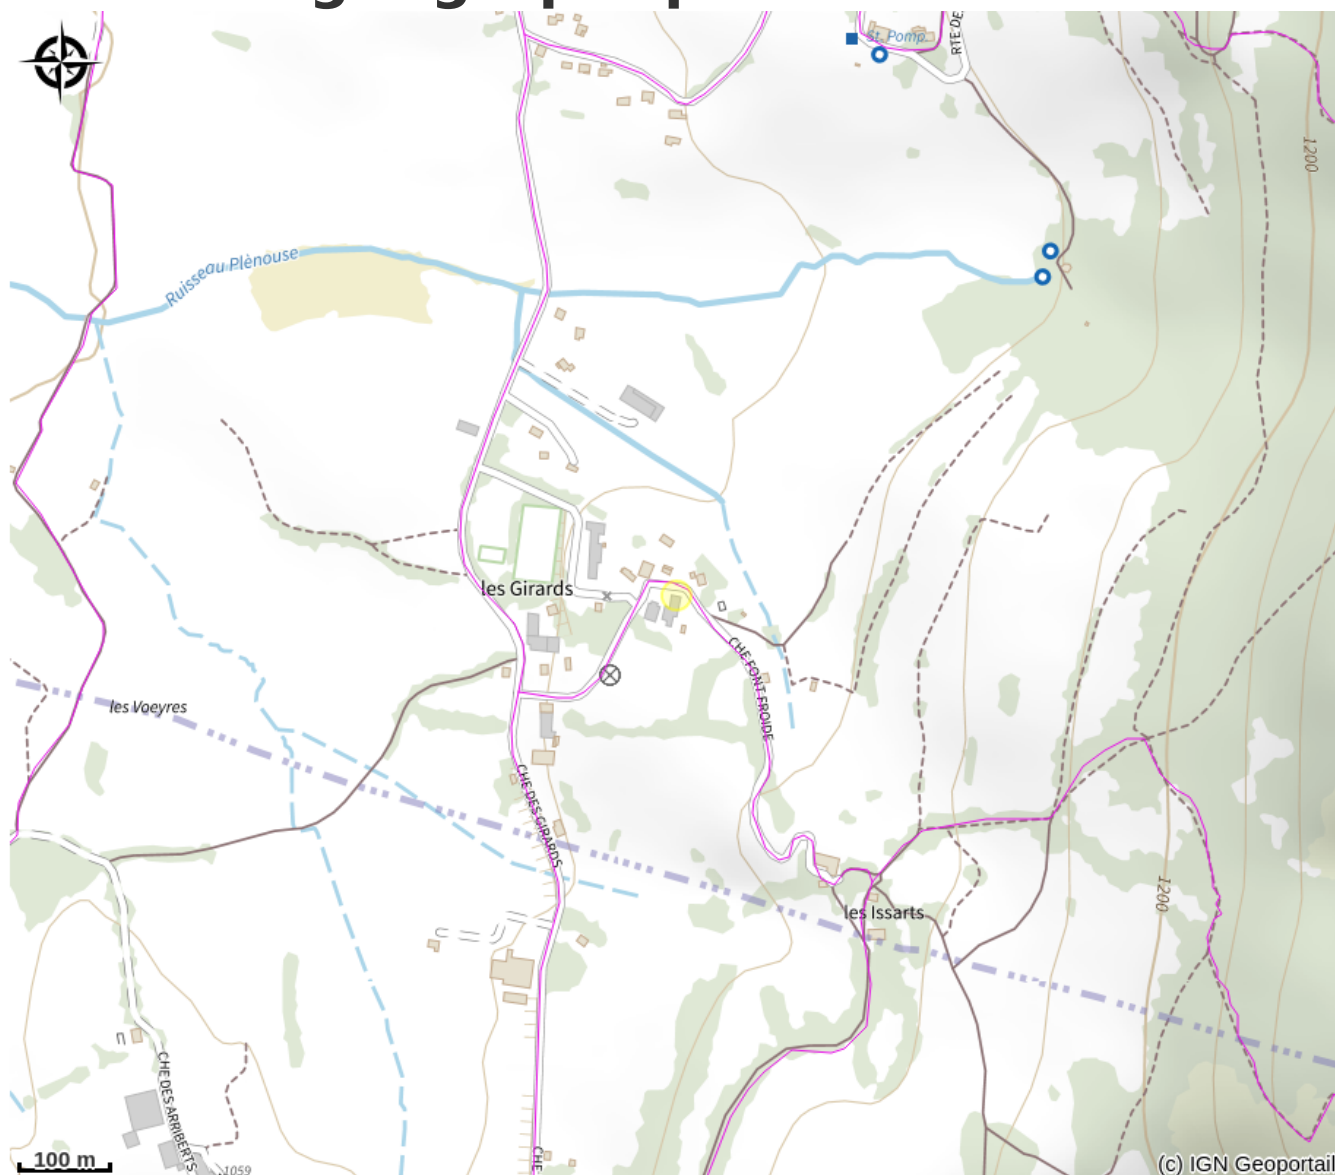 St. Pomp.
RTE DE
1200
Ruisseau Plènouse
les Girards
CHE FONT FROIDE
les Voeyres
CHE DES GIRARDS
1200
les Issarts
CHE DES ARRIBERTS
CHE
1059
100 m
(c) IGN Geoportail